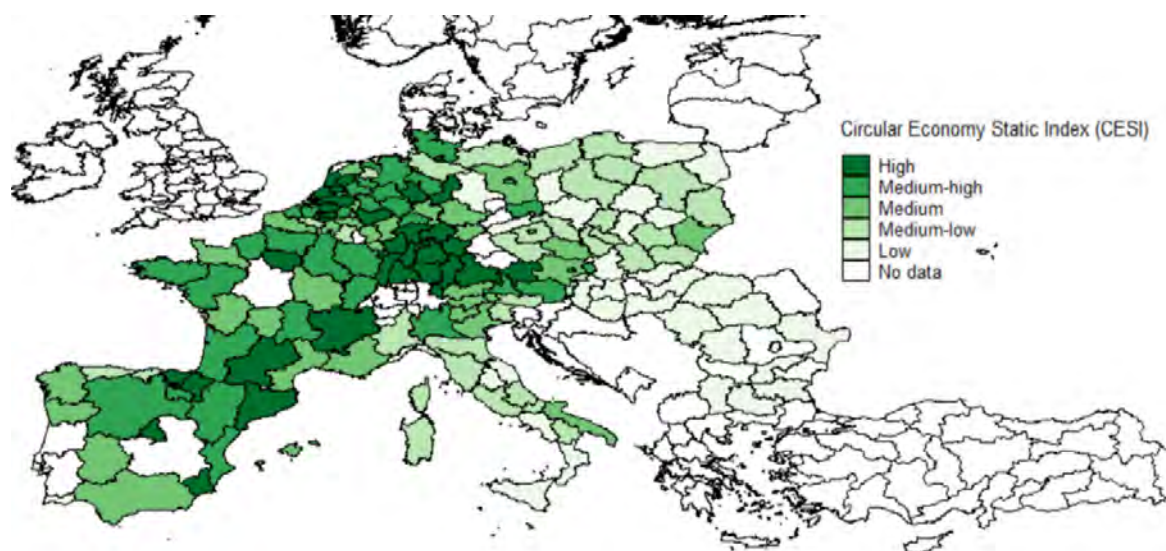 Circular Economy Static Index (CESI)
High
Medium-high
Medium
Medium-low
Low
No data